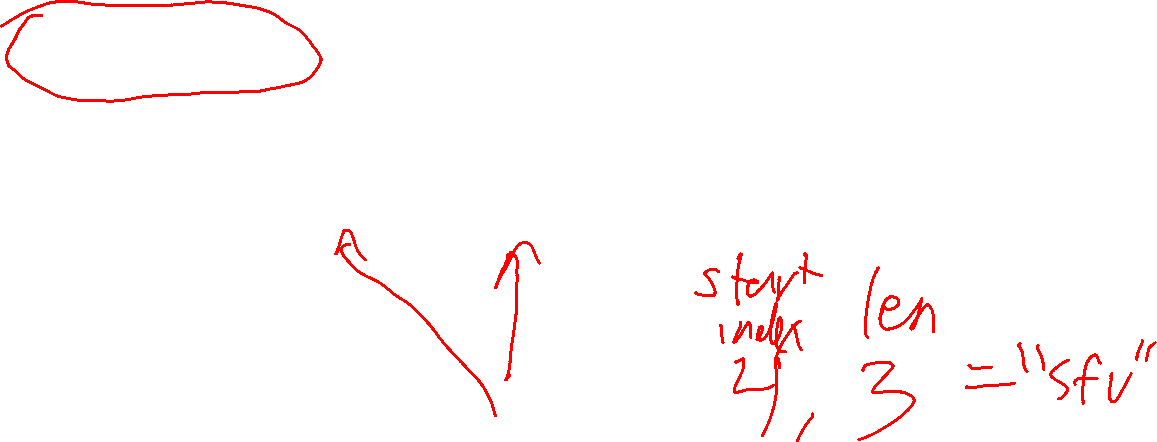 start len
index
2, 3 = "sfv"